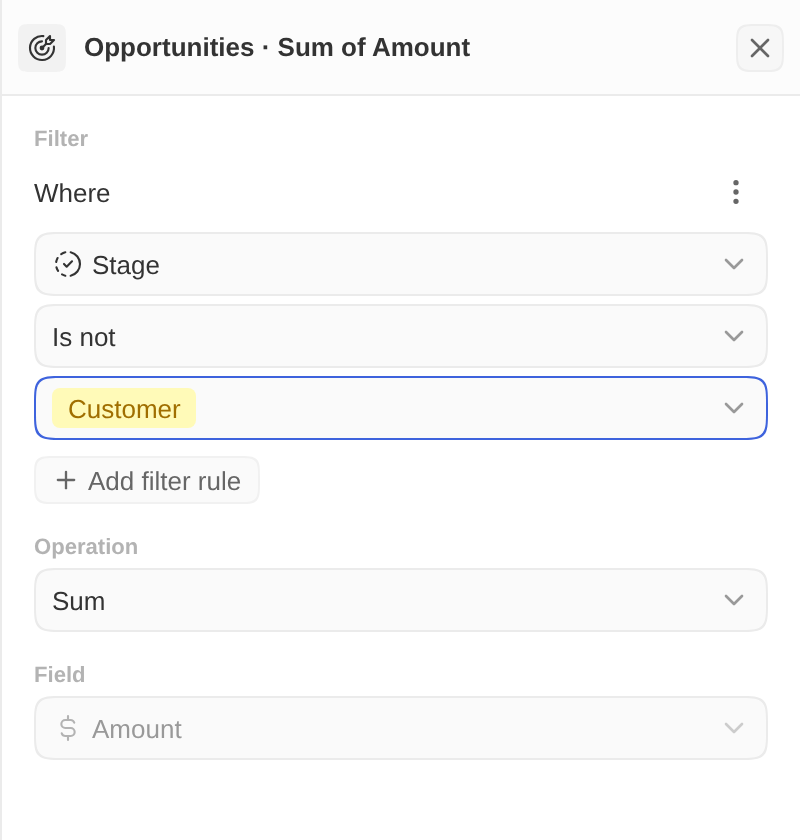 Opportunities · Sum of Amount
Filter
Where
Stage
Is not
Customer
Add filter rule
Operation
Sum
Field
Amount